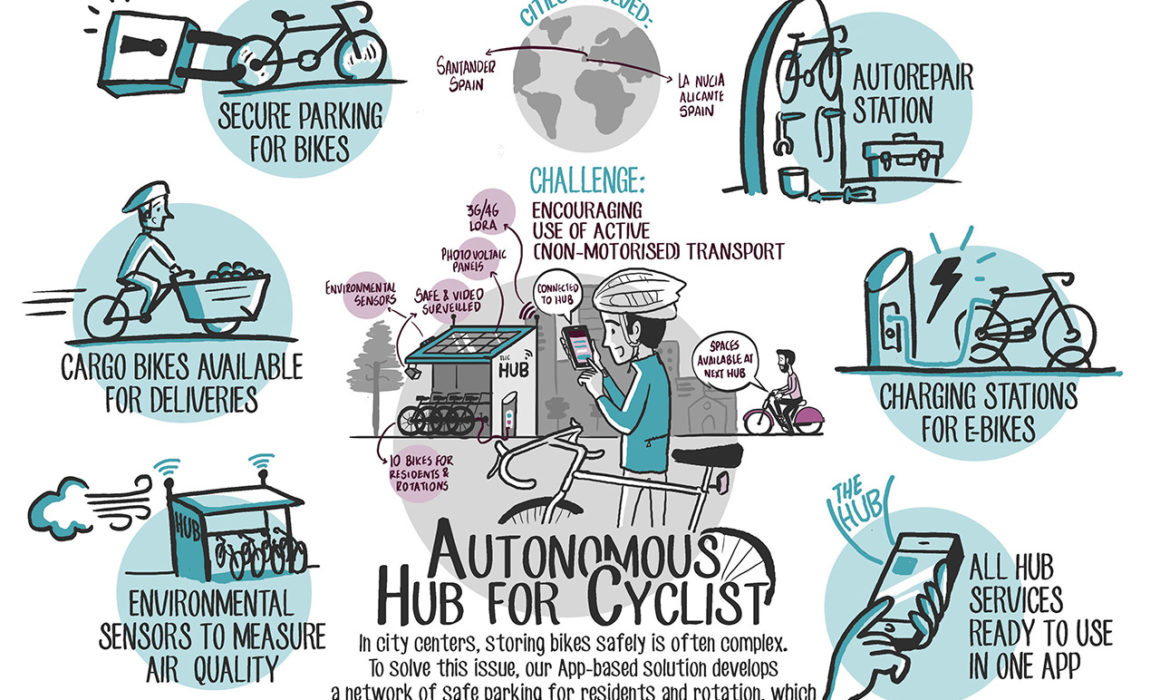 CITIES
SANTANDER
SPAIN
LA NUCIA
ALICANTE
SPAIN
SECURE PARKING
FOR BIKES
AUTOREPAIR
STATION
CHALLENGE:
ENCOURAGING
USE OF ACTIVE
(NON-MOTORISED) TRANSPORT
3G/4G
LORA
PHOTOVOLTAIC
PANELS
ENVIRONMENTAL
SENSORS
SAFE & VIDEO
SURVEILLED
CONNECTED
TO HUB
THE
HUB
SPACES
AVAILABLE AT
NEXT HUB
10 BIKES FOR
RESIDENTS &
ROTATIONS
CARGO BIKES AVAILABLE
FOR DELIVERIES
CHARGING STATIONS
FOR E-BIKES
HUB
ENVIRONMENTAL
SENSORS TO MEASURE
AIR QUALITY
THE
HUB
ALL HUB
SERVICES
READY TO USE
IN ONE APP
AUTONOMOUS
HUB FOR CYCLIST
In city centers, storing bikes safely is often complex.
To solve this issue, our App-based solution develops
a network of safe parking for residents and rotation, which